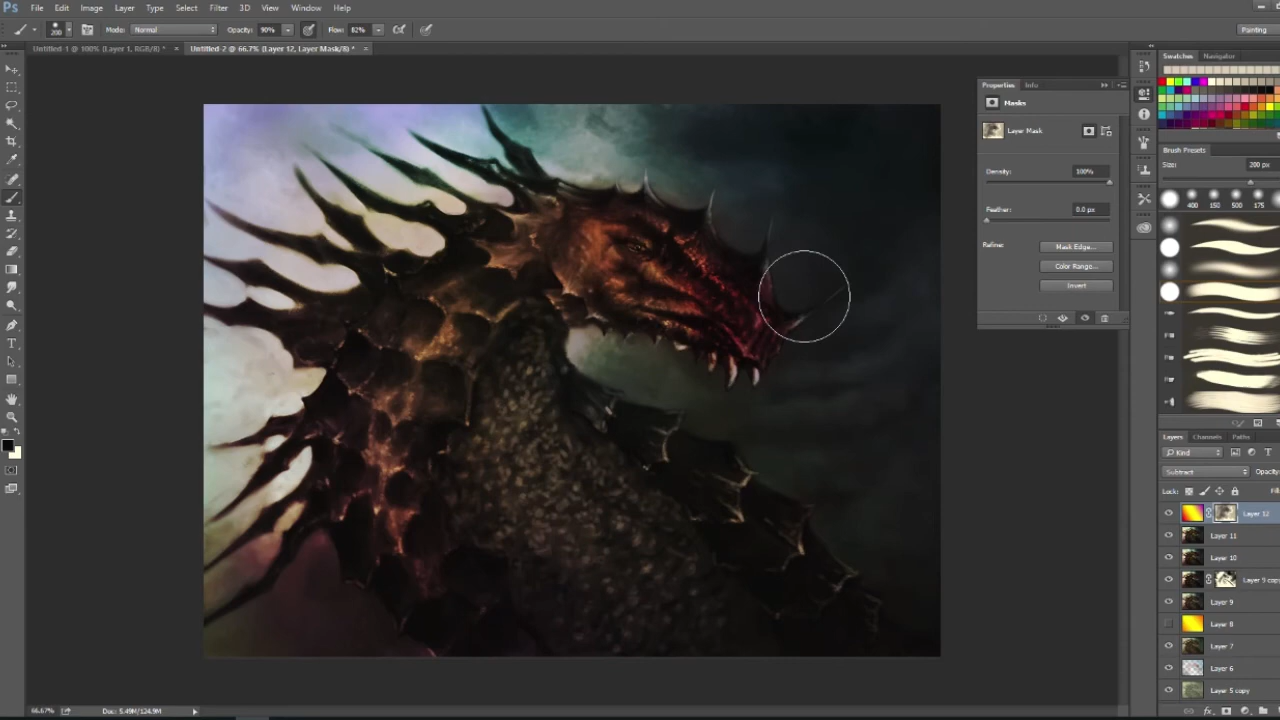 Ps File Edit Image Layer Type Select Filter 3D View Window Help
200 Mode: Normal Opacity: 90% Flow: 82% Painting
Untitled-1 @ 100% (Layer 1, RGB/8) * × Untitled-2 @ 66.7% (Layer 12, Layer Mask/8) * ×
Swatches Navigator
Properties Info
Masks
Layer Mask
Density: 100%
Feather: 0.0 px
Refine: Mask Edge...
Color Range...
Invert
Brush Presets
Size: 200 px
400 150 500 175
Layers Channels Paths
Kind
Subtract Opacity:
Lock: Fill
Layer 12
Layer 11
Layer 10
Layer 9 copy
Layer 9
Layer 8
Layer 7
Layer 6
Layer 5 copy
66.67% Doc: 5.49M/124.9M